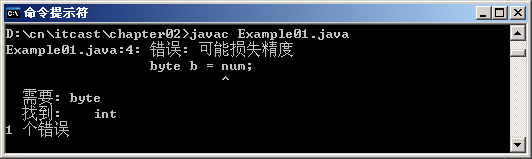 命令提示符
D:\cn\itcast\chapter02>javac Example01.java
Example01.java:4: 错误: 可能损失精度
byte b = num;
^
需要: byte
找到: int
1 个错误